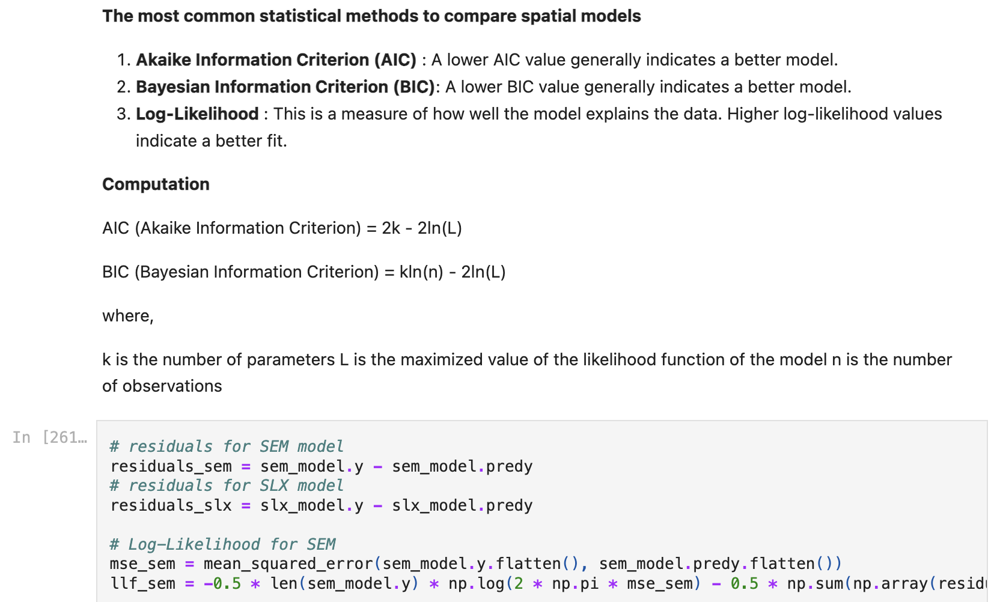 The most common statistical methods to compare spatial models
1. Akaike Information Criterion (AIC) : A lower AIC value generally indicates a better model.
2. Bayesian Information Criterion (BIC): A lower BIC value generally indicates a better model.
3. Log-Likelihood : This is a measure of how well the model explains the data. Higher log-likelihood values
indicate a better fit.
Computation
AIC (Akaike Information Criterion) = 2k - 2ln(L)
BIC (Bayesian Information Criterion) = kln(n) - 2ln(L)
where,
k is the number of parameters L is the maximized value of the likelihood function of the model n is the number
of observations
In [261…
# residuals for SEM model
residuals_sem = sem_model.y - sem_model.predy
# residuals for SLX model
residuals_slx = slx_model.y - slx_model.predy
# Log-Likelihood for SEM
mse_sem = mean_squared_error(sem_model.y.flatten(), sem_model.predy.flatten())
llf_sem = -0.5 * len(sem_model.y) * np.log(2 * np.pi * mse_sem) - 0.5 * np.sum(np.array(resid